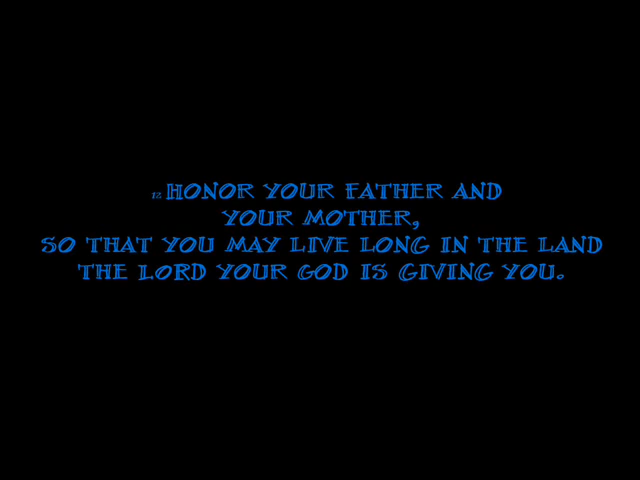 12 HONOR YOUR FATHER AND
YOUR MOTHER,
SO THAT YOU MAY LIVE LONG IN THE LAND
THE LORD YOUR GOD IS GIVING YOU.